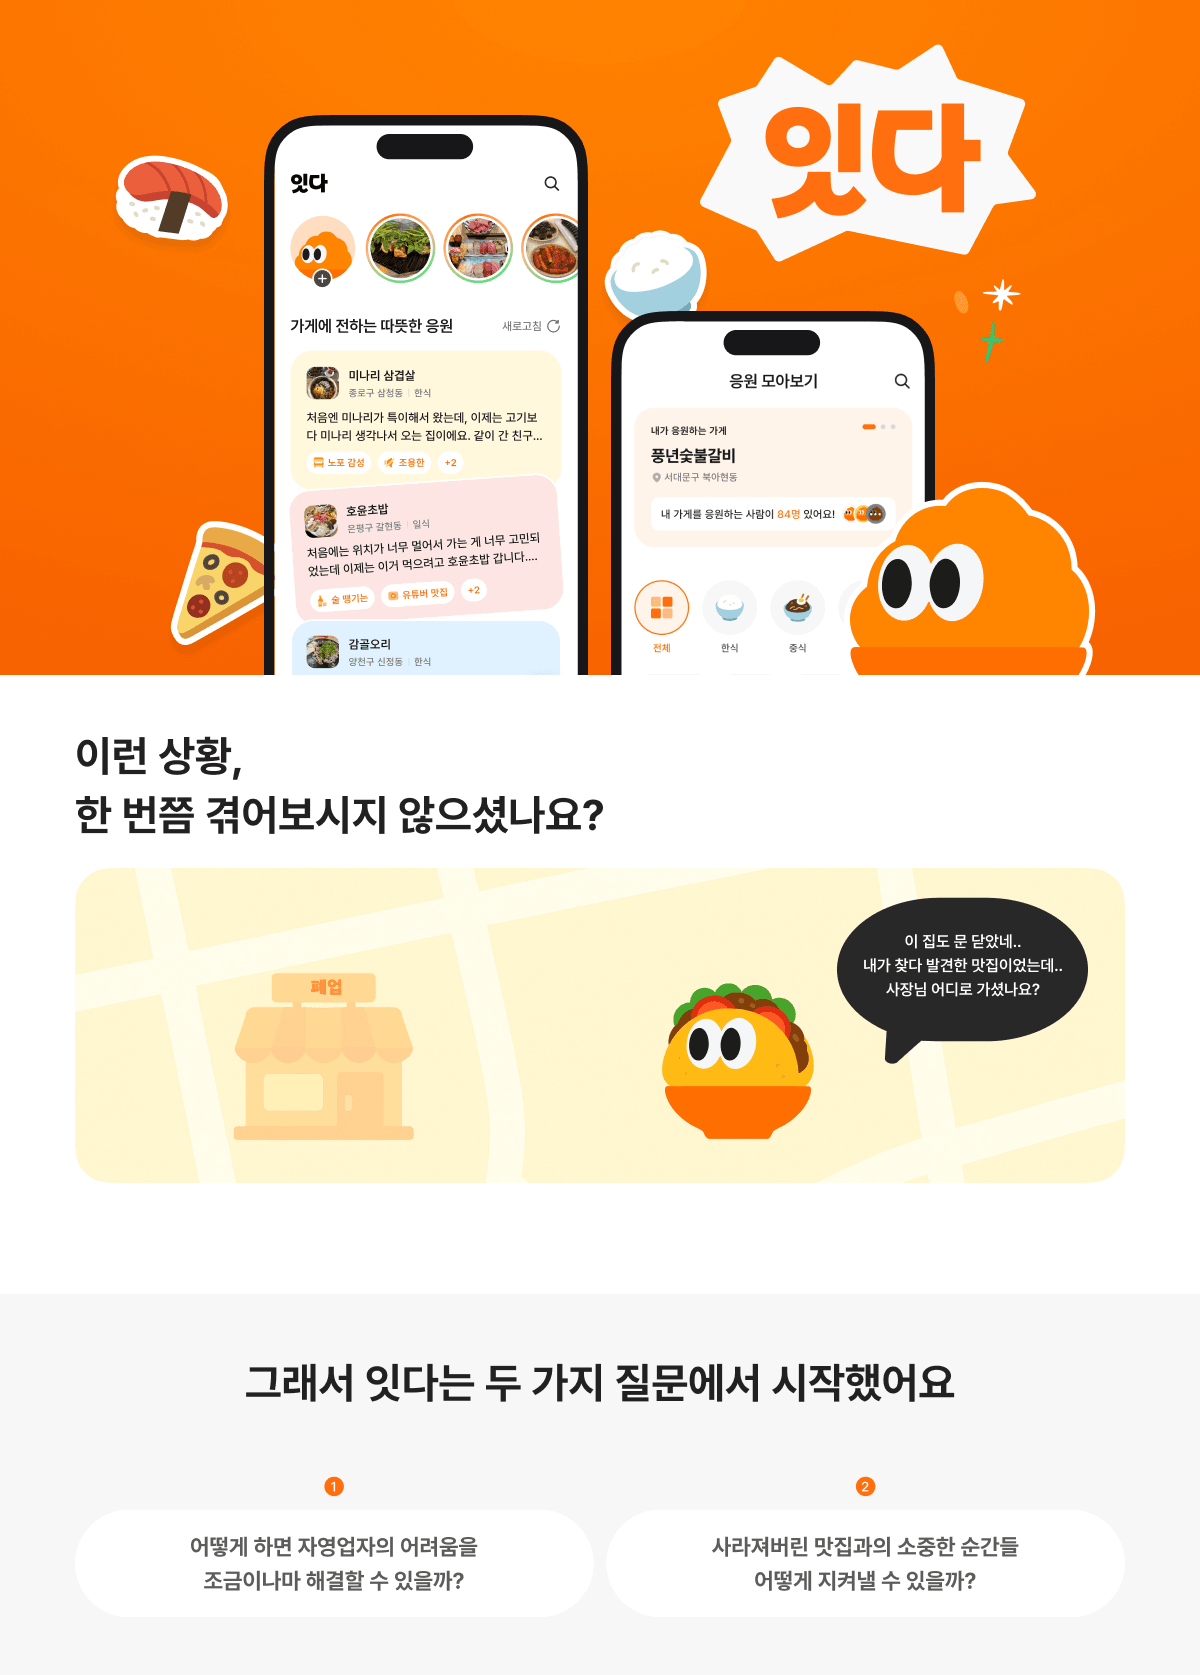 잇다
잇다
가게에 전하는 따뜻한 응원
새로고침
미나리 삼겹살
종로구 삼청동 | 한식
처음엔 미나리가 특이해서 왔는데, 이제는 고기보
다 미나리 생각나서 오는 집이에요. 같이 간 친구...
노포 감성
조용한
+2
호윤초밥
은평구 갈현동 | 일식
처음에는 위치가 너무 멀어서 가는 게 너무 고민되
었는데 이제는 이거 먹으려고 호윤초밥 갑니다....
술 땡기는
유튜버 맛집
+2
감골오리
양천구 신정동 | 한식
응원 모아보기
내가 응원하는 가게
풍년숯불갈비
서대문구 북아현동
내 가게를 응원하는 사람이 84명 있어요!
전체
한식
중식
이런 상황,
한 번쯤 겪어보시지 않으셨나요?
폐업
이 집도 문 닫았네..
내가 찾다 발견한 맛집이었는데..
사장님 어디로 가셨나요?
그래서 잇다는 두 가지 질문에서 시작했어요
1
어떻게 하면 자영업자의 어려움을
조금이나마 해결할 수 있을까?
2
사라져버린 맛집과의 소중한 순간들
어떻게 지켜낼 수 있을까?